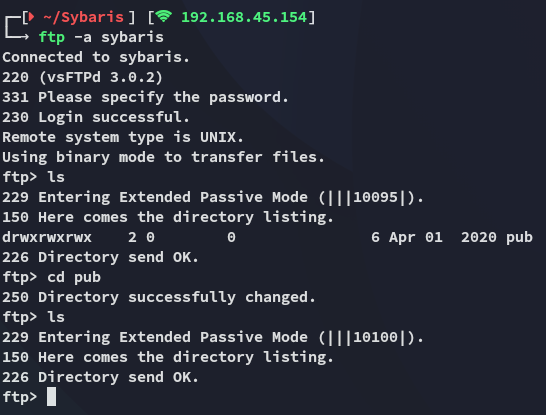 [ ~/Sybaris] [ 192.168.45.154]
ftp -a sybaris
Connected to sybaris.
220 (vsFTPd 3.0.2)
331 Please specify the password.
230 Login successful.
Remote system type is UNIX.
Using binary mode to transfer files.
ftp> ls
229 Entering Extended Passive Mode (|||10095|).
150 Here comes the directory listing.
drwxrwxrwx    2 0        0               6 Apr 01  2020 pub
226 Directory send OK.
ftp> cd pub
250 Directory successfully changed.
ftp> ls
229 Entering Extended Passive Mode (|||10100|).
150 Here comes the directory listing.
226 Directory send OK.
ftp>